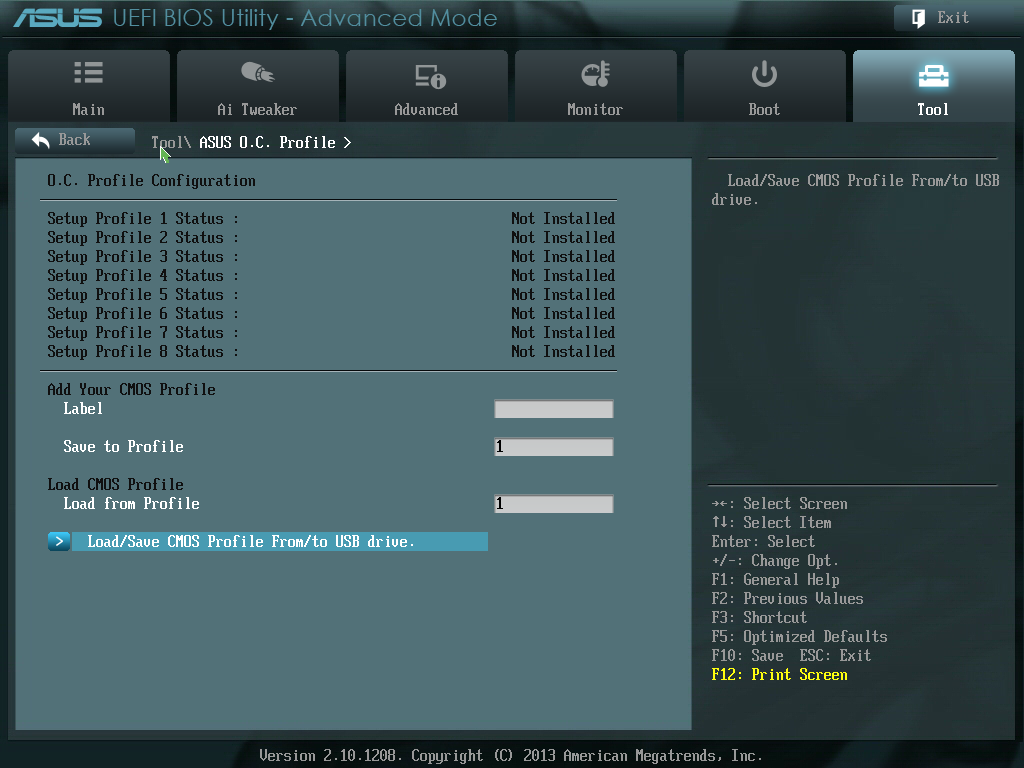 ASUS UEFI BIOS Utility - Advanced Mode
Exit
Main
Ai Tweaker
Advanced
Monitor
Boot
Tool
Back
Tool\ ASUS O.C. Profile >
O.C. Profile Configuration
Setup Profile 1 Status : Not Installed
Setup Profile 2 Status : Not Installed
Setup Profile 3 Status : Not Installed
Setup Profile 4 Status : Not Installed
Setup Profile 5 Status : Not Installed
Setup Profile 6 Status : Not Installed
Setup Profile 7 Status : Not Installed
Setup Profile 8 Status : Not Installed
Add Your CMOS Profile
Label
Save to Profile 1
Load CMOS Profile
Load from Profile 1
> Load/Save CMOS Profile From/to USB drive.
Load/Save CMOS Profile From/to USB
drive.
→←: Select Screen
↑↓: Select Item
Enter: Select
+/-: Change Opt.
F1: General Help
F2: Previous Values
F3: Shortcut
F5: Optimized Defaults
F10: Save ESC: Exit
F12: Print Screen
Version 2.10.1208. Copyright (C) 2013 American Megatrends, Inc.